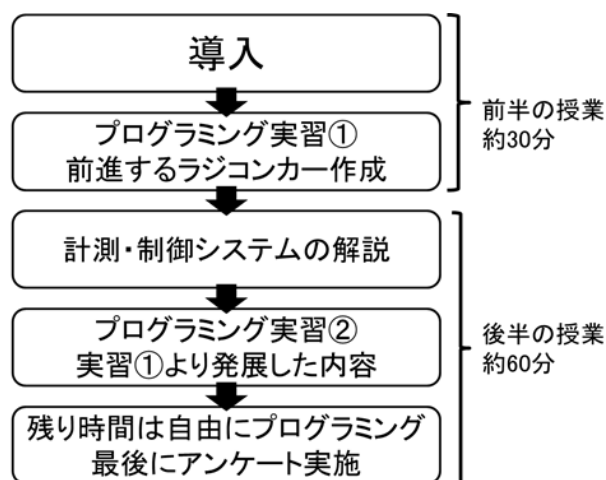 導入
プログラミング実習①
前進するラジコンカー作成
前半の授業
約30分
計測・制御システムの解説
プログラミング実習②
実習①より発展した内容
残り時間は自由にプログラミング
最後にアンケート実施
後半の授業
約60分